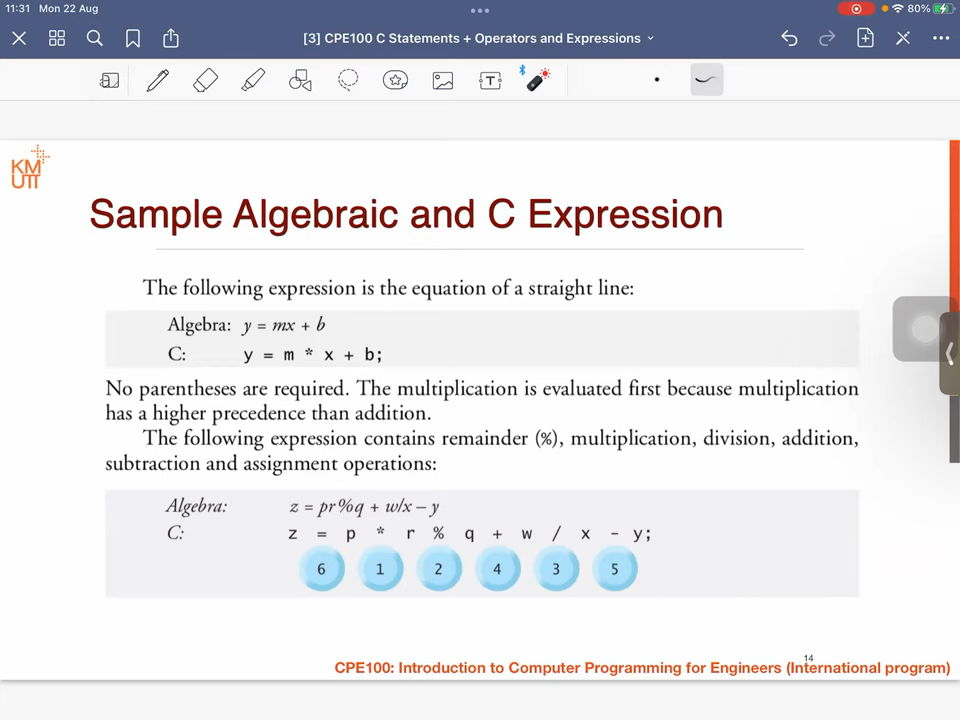 11:31 Mon 22 Aug
80%
[3] CPE100 C Statements + Operators and Expressions
T
KM
UTT
Sample Algebraic and C Expression
The following expression is the equation of a straight line:
Algebra: y = mx + b
C: y = m * x + b;
No parentheses are required. The multiplication is evaluated first because multiplication
has a higher precedence than addition.
The following expression contains remainder (%), multiplication, division, addition,
subtraction and assignment operations:
Algebra: z = pr%q + w/x – y
C: z = p * r % q + w / x - y;
6 1 2 4 3 5
14
CPE100: Introduction to Computer Programming for Engineers (International program)